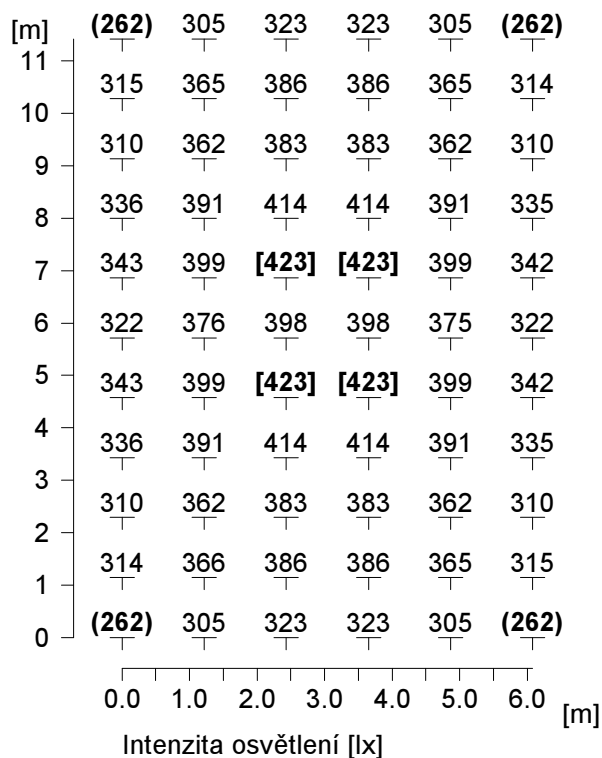 [m] (262) 305 323 323 305 (262)
11
315 365 386 386 365 314
10
310 362 383 383 362 310
9
336 391 414 414 391 335
8
343 399 [423] [423] 399 342
7
322 376 398 398 375 322
6
343 399 [423] [423] 399 342
5
4
336 391 414 414 391 335
3
310 362 383 383 362 310
2
314 366 386 386 365 315
1
(262) 305 323 323 305 (262)
0
0.0 1.0 2.0 3.0 4.0 5.0 6.0 [m]
Intenzita osvětlení [lx]